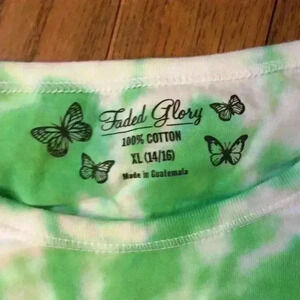 Faded Glory
100% COTTON
XL (14/16)
Made in Guatemala